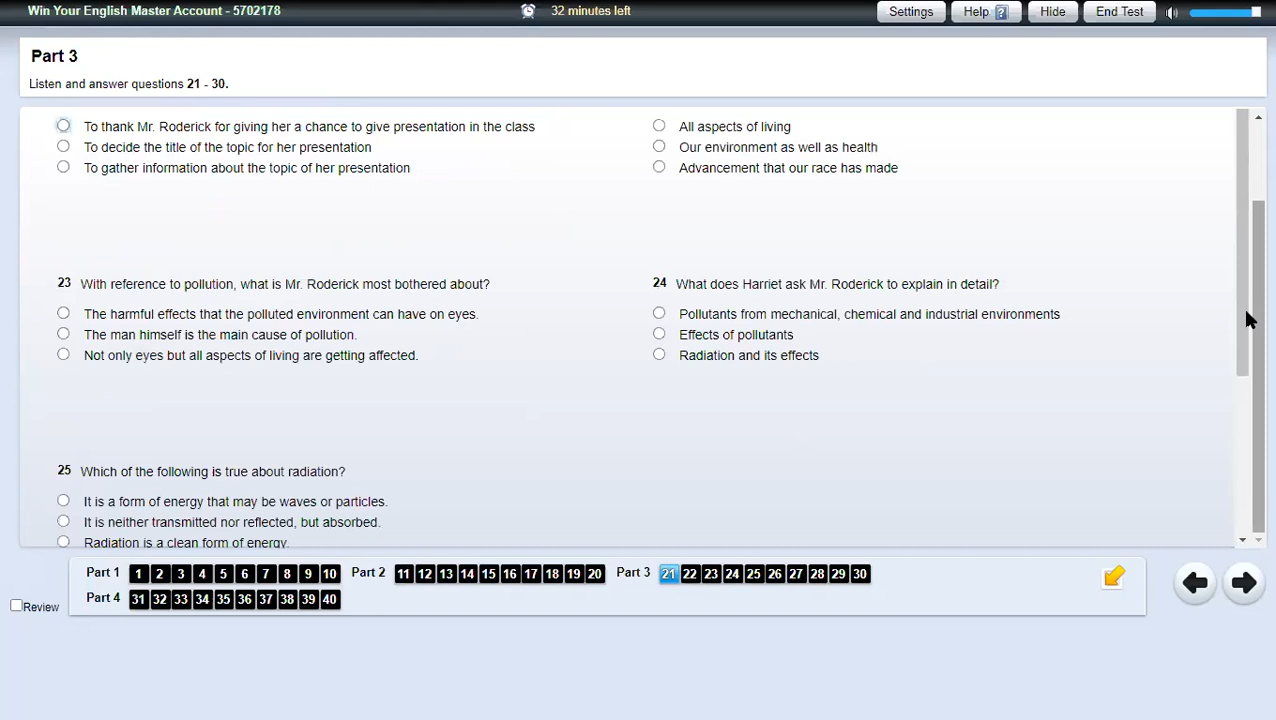 Win Your English Master Account - 5702178
32 minutes left
Settings
Help ?
Hide
End Test
Part 3
Listen and answer questions 21 - 30.
To thank Mr. Roderick for giving her a chance to give presentation in the class
To decide the title of the topic for her presentation
To gather information about the topic of her presentation
All aspects of living
Our environment as well as health
Advancement that our race has made
23 With reference to pollution, what is Mr. Roderick most bothered about?
The harmful effects that the polluted environment can have on eyes.
The man himself is the main cause of pollution.
Not only eyes but all aspects of living are getting affected.
24 What does Harriet ask Mr. Roderick to explain in detail?
Pollutants from mechanical, chemical and industrial environments
Effects of pollutants
Radiation and its effects
25 Which of the following is true about radiation?
It is a form of energy that may be waves or particles.
It is neither transmitted nor reflected, but absorbed.
Radiation is a clean form of energy.
Part 1 1 2 3 4 5 6 7 8 9 10 Part 2 11 12 13 14 15 16 17 18 19 20 Part 3 21 22 23 24 25 26 27 28 29 30
Part 4 31 32 33 34 35 36 37 38 39 40
Review